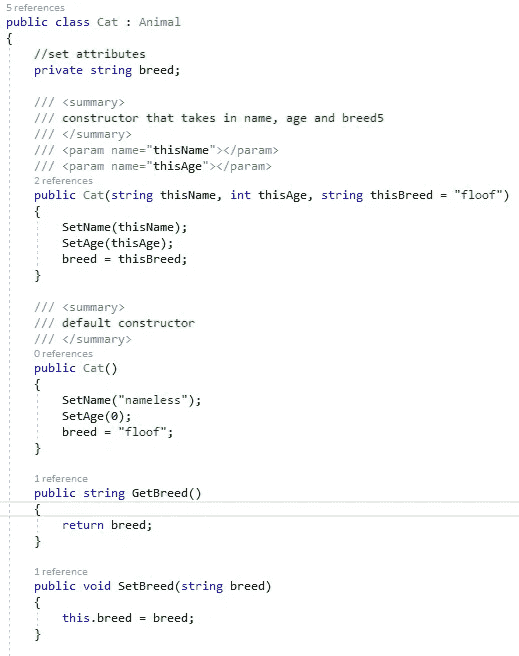 5 references
public class Cat : Animal
{
//set attributes
private string breed;
/// <summary>
/// constructor that takes in name, age and breed5
/// </summary>
/// <param name="thisName"></param>
/// <param name="thisAge"></param>
2 references
public Cat(string thisName, int thisAge, string thisBreed = "floof")
{
SetName(thisName);
SetAge(thisAge);
breed = thisBreed;
}
/// <summary>
/// default constructor
/// </summary>
0 references
public Cat()
{
SetName("nameless");
SetAge(0);
breed = "floof";
}
1 reference
public string GetBreed()
{
return breed;
}
1 reference
public void SetBreed(string breed)
{
this.breed = breed;
}